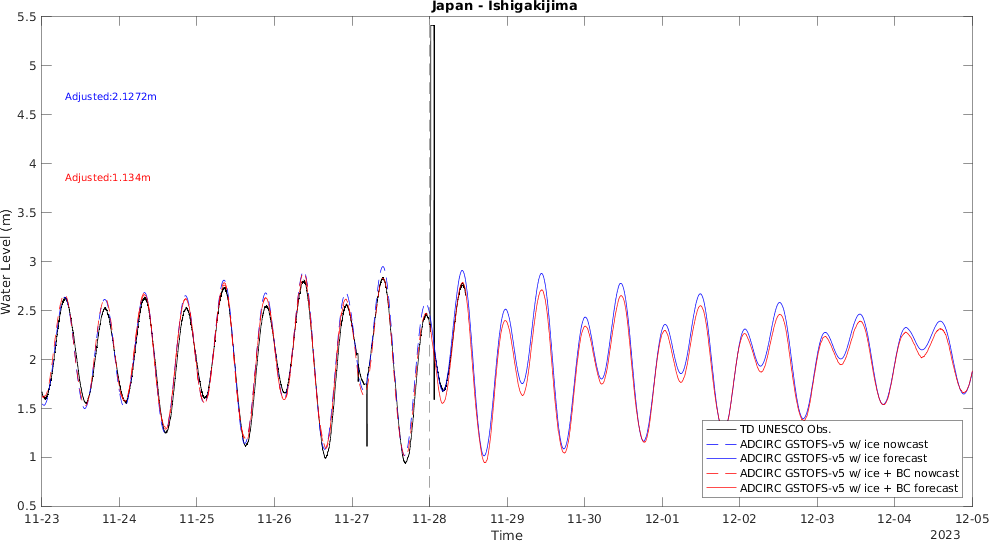 Japan - Ishigakijima
5.5
5
4.5
4
3.5
3
2.5
2
1.5
1
0.5
Water Level (m)
Adjusted:2.1272m
Adjusted:1.134m
TD UNESCO Obs.
ADCIRC GSTOFS-v5 w/ ice nowcast
ADCIRC GSTOFS-v5 w/ ice forecast
ADCIRC GSTOFS-v5 w/ ice + BC nowcast
ADCIRC GSTOFS-v5 w/ ice + BC forecast
11-23 11-24 11-25 11-26 11-27 11-28 11-29 11-30 12-01 12-02 12-03 12-04 12-05
Time
2023